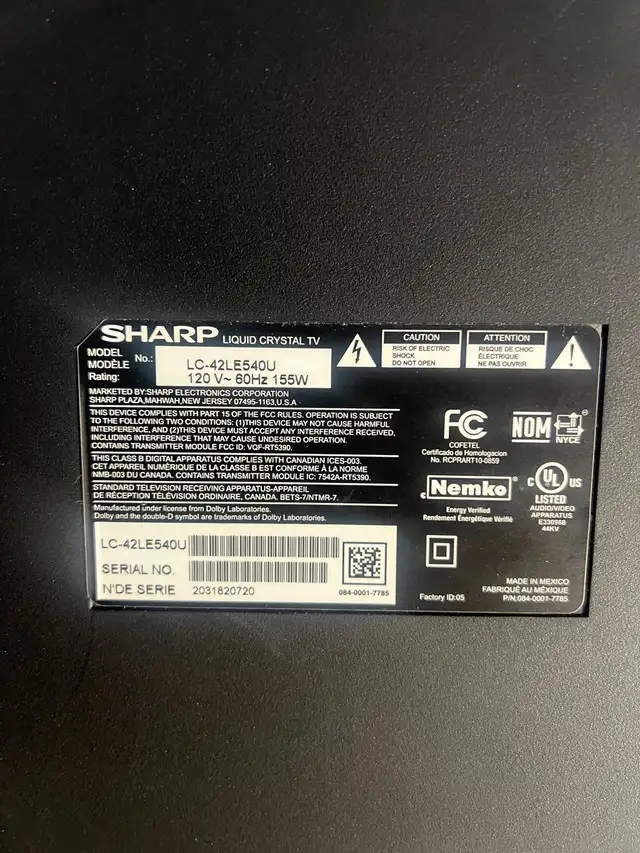 SHARP LIQUID CRYSTAL TV
MODEL
MODÈLE No.: LC-42LE540U
Rating: 120 V~ 60Hz 155W
CAUTION
RISK OF ELECTRIC
SHOCK
DO NOT OPEN
ATTENTION
RISQUE DE CHOC
ÉLECTRIQUE
NE PAS OUVRIR
MARKETED BY:SHARP ELECTRONICS CORPORATION
SHARP PLAZA,MAHWAH,NEW JERSEY 07495-1163,U.S.A.
THIS DEVICE COMPLIES WITH PART 15 OF THE FCC RULES. OPERATION IS SUBJECT
TO THE FOLLOWING TWO CONDITIONS: (1)THIS DEVICE MAY NOT CAUSE HARMFUL
INTERFERENCE, AND (2)THIS DEVICE MUST ACCEPT ANY INTERFERENCE RECEIVED,
INCLUDING INTERFERENCE THAT MAY CAUSE UNDESIRED OPERATION.
CONTAINS TRANSMITTER MODULE FCC ID: VQF-RT5390.
THIS CLASS B DIGITAL APPARATUS COMPLIES WITH CANADIAN ICES-003.
CET APPAREIL NUMÉRIQUE DE LA CLASSE B EST CONFORME À LA NORME
NMB-003 DU CANADA. CONTAINS TRANSMITTER MODULE IC: 7542A-RT5390.
STANDARD TELEVISION RECEIVING APPARATUS-APPAREIL
DE RÉCEPTION TÉLÉVISION ORDINAIRE, CANADA. BETS-7/NTMR-7.
Manufactured under license from Dolby Laboratories.
Dolby and the double-D symbol are trademarks of Dolby Laboratories.
FC
COFETEL
Certificado de Homologacion
No. RCPRART10-0859
NOM
NYCE
c Nemko
Energy Verified
Rendement Énergétique Vérifié
C UL US
LISTED
AUDIO/VIDEO
APPARATUS
E330968
44KV
LC-42LE540U
SERIAL NO.
N'DE SERIE 2031820720
084-0001-7785
Factory ID:05
MADE IN MEXICO
FABRIQUÉ AU MÉXIQUE
P/N:084-0001-7785